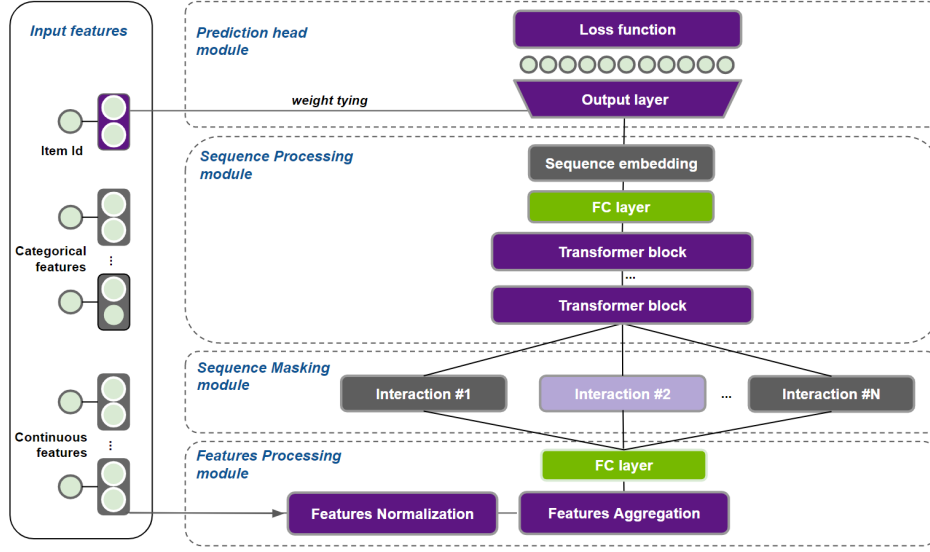 Input features
Item Id
Categorical
features
...
Continuous
features
...
Prediction head
module
Loss function
weight tying
Output layer
Sequence Processing
module
Sequence embedding
FC layer
Transformer block
...
Transformer block
Sequence Masking
module
Interaction #1
Interaction #2
...
Interaction #N
Features Processing
module
FC layer
Features Normalization
Features Aggregation